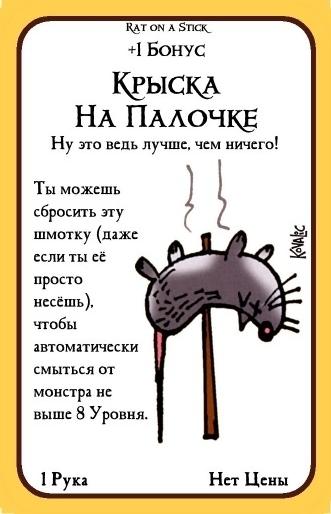 Rat on a Stick
+1 Бонус
Крыска
На Палочке
Ну это ведь лучше, чем ничего!
Ты можешь
сбросить эту
шмотку (даже
если ты её
просто
несёшь),
чтобы
автоматически
смыться от
монстра не
выше 8 Уровня.
Kovalic
1 Рука
Нет Цены